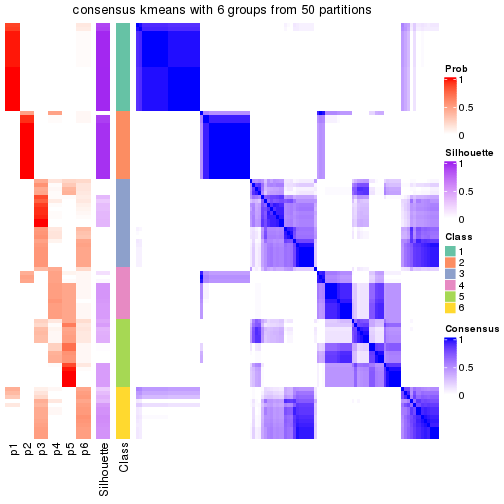 consensus kmeans with 6 groups from 50 partitions
Prob
1
0.5
0
Silhouette
1
0.5
0
Class
1
2
3
4
5
6
Consensus
1
0.5
0
p1
p2
p3
p4
p5
p6
Silhouette
Class